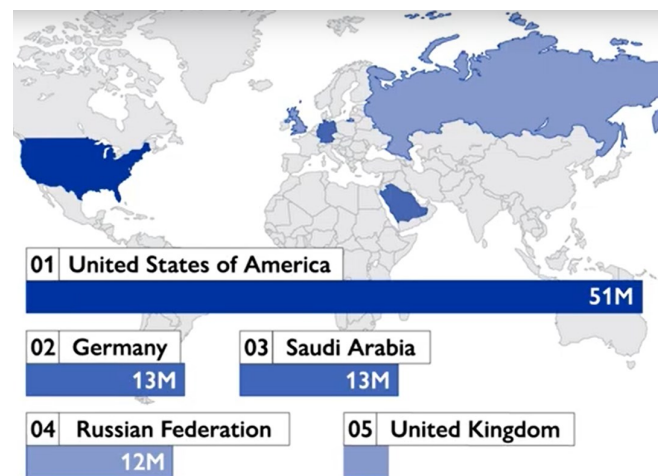 01 United States of America
51M
02 Germany
03 Saudi Arabia
13M
13M
04 Russian Federation
05 United Kingdom
12M